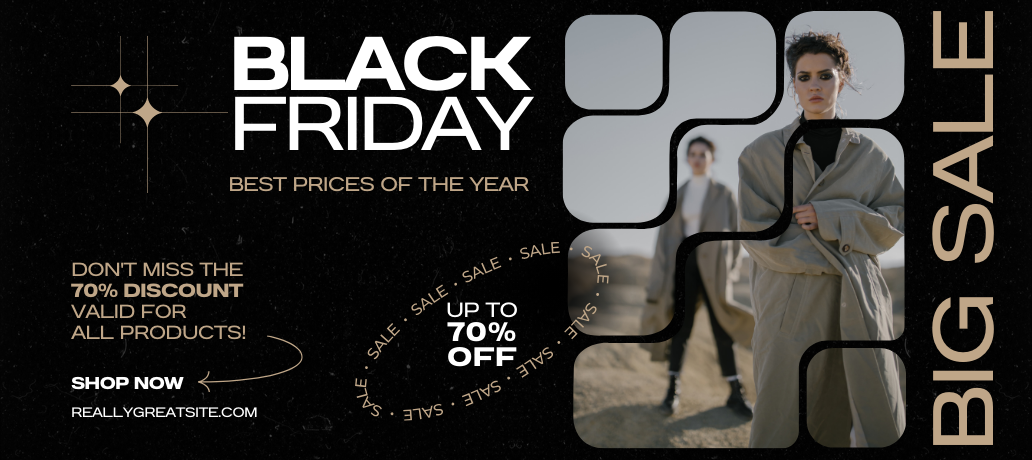 BLACK
FRIDAY
BEST PRICES OF THE YEAR
DON'T MISS THE
70% DISCOUNT
VALID FOR
ALL PRODUCTS!
SHOP NOW
REALLYGREATSITE.COM
SALE · SALE · SALE · SALE · SALE · SALE · SALE · SALE · SALE · SALE
UP TO
70%
OFF
BIG SALE